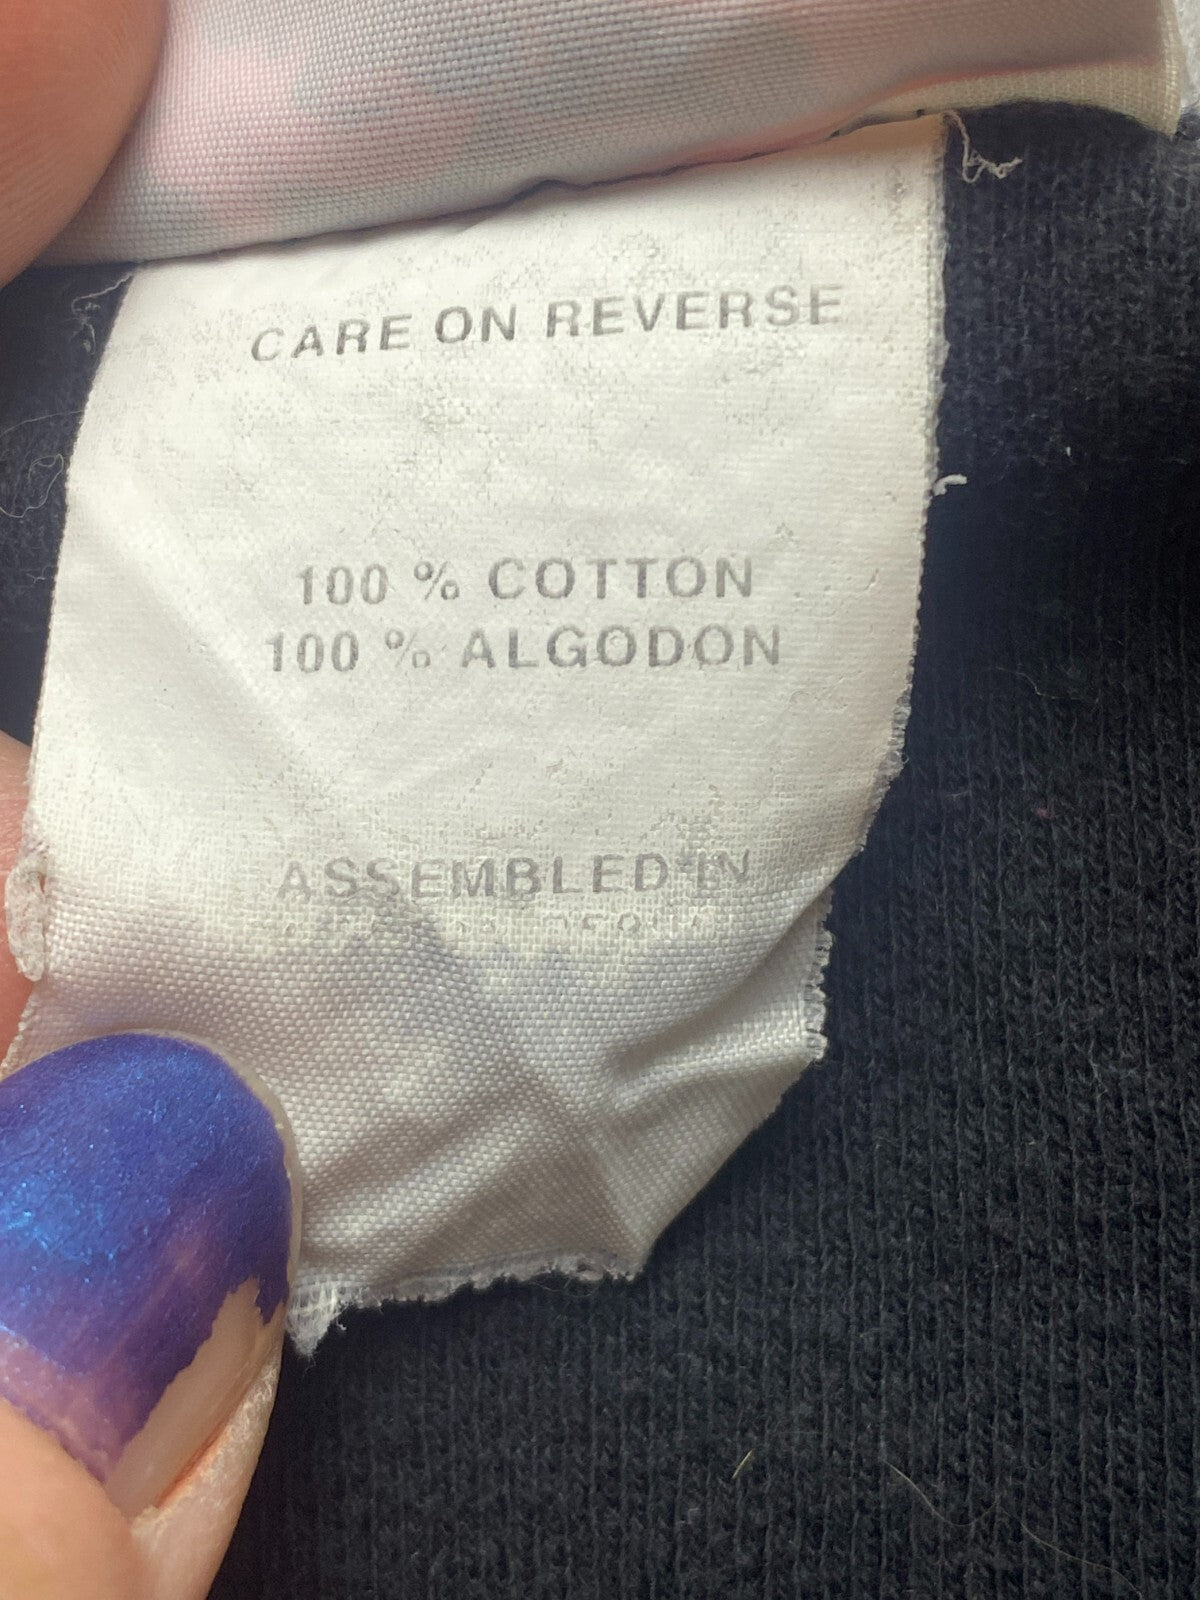 CARE ON REVERSE
100 % COTTON
100 % ALGODON
ASSEMBLED IN